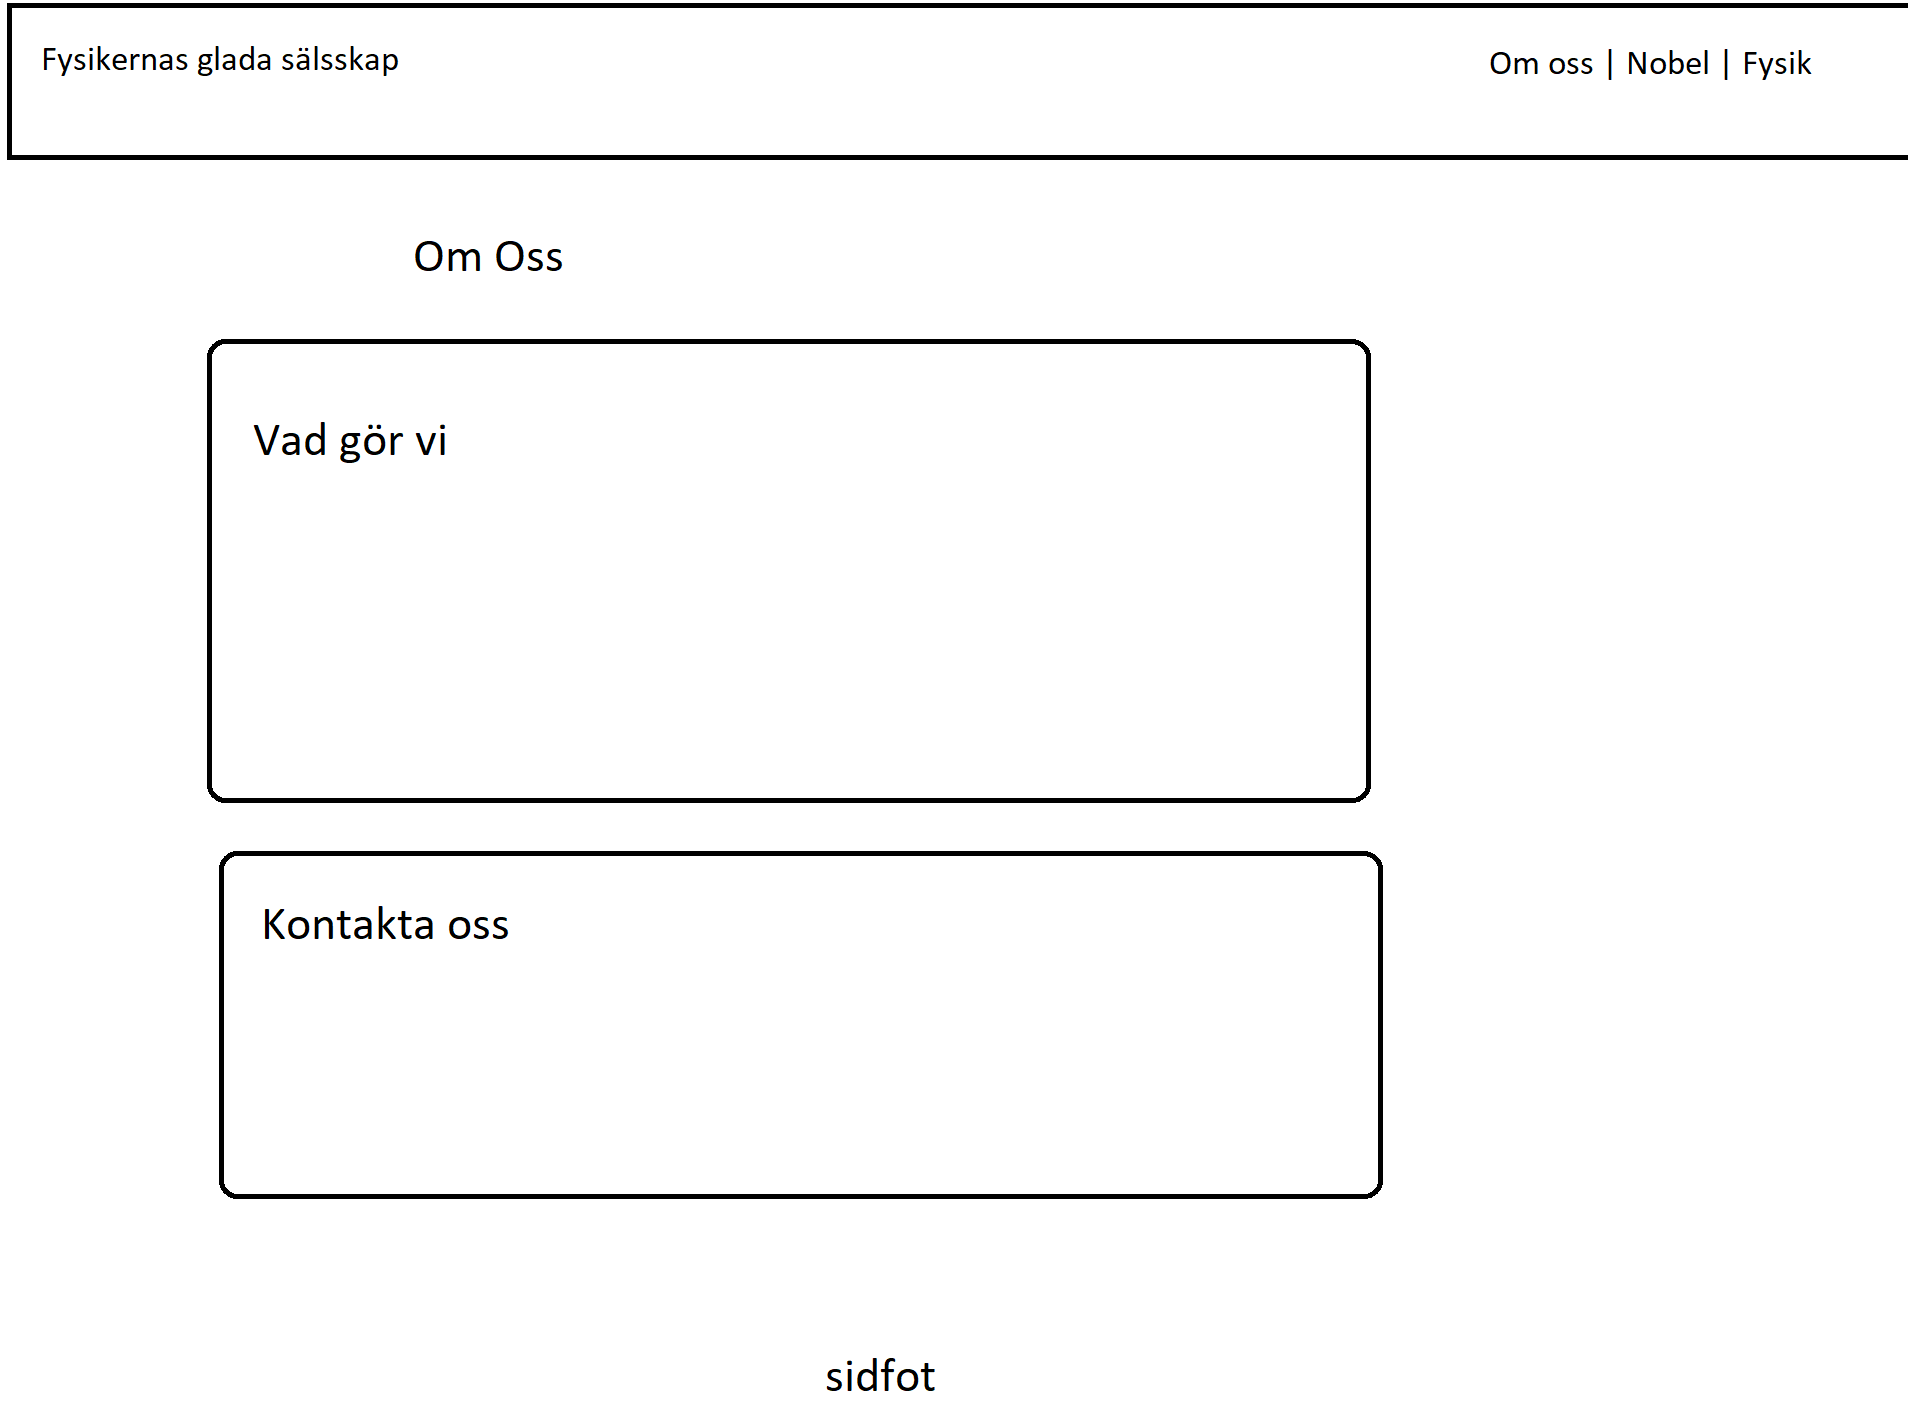 Fysikernas glada sälsskap
Om oss | Nobel | Fysik
Om Oss
Vad gör vi
Kontakta oss
sidfot